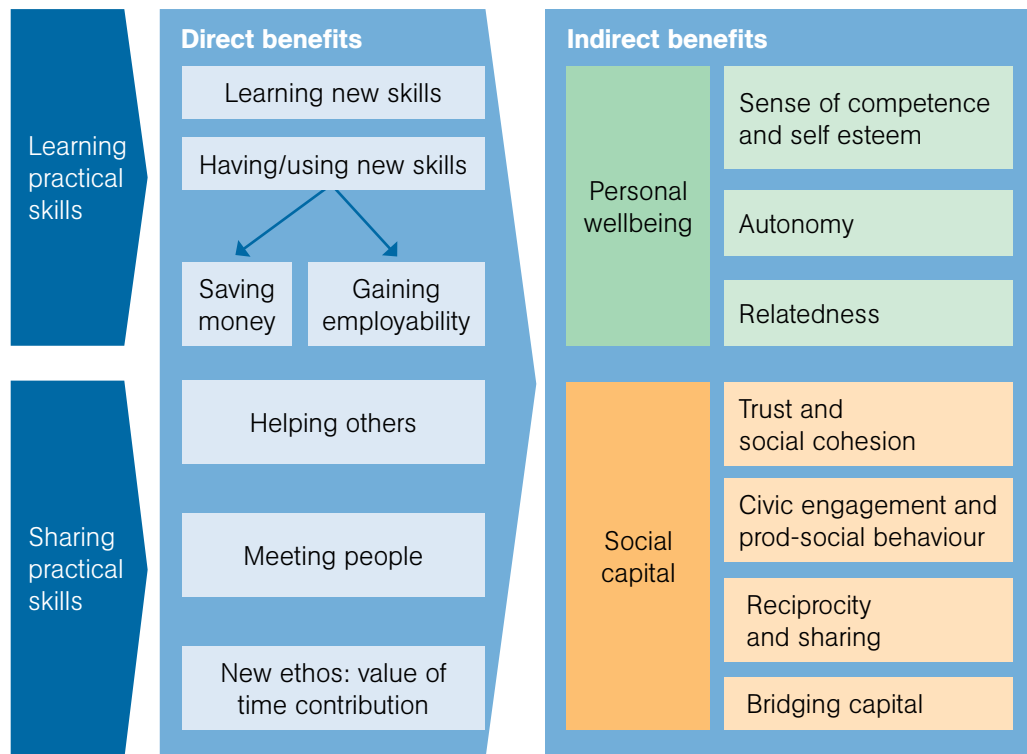 Learning
practical
skills
Sharing
practical
skills
Direct benefits
Learning new skills
Having/using new skills
Saving
money
Gaining
employability
Helping others
Meeting people
New ethos: value of
time contribution
Indirect benefits
Personal
wellbeing
Sense of competence
and self esteem
Autonomy
Relatedness
Social
capital
Trust and
social cohesion
Civic engagement and
prod-social behaviour
Reciprocity
and sharing
Bridging capital